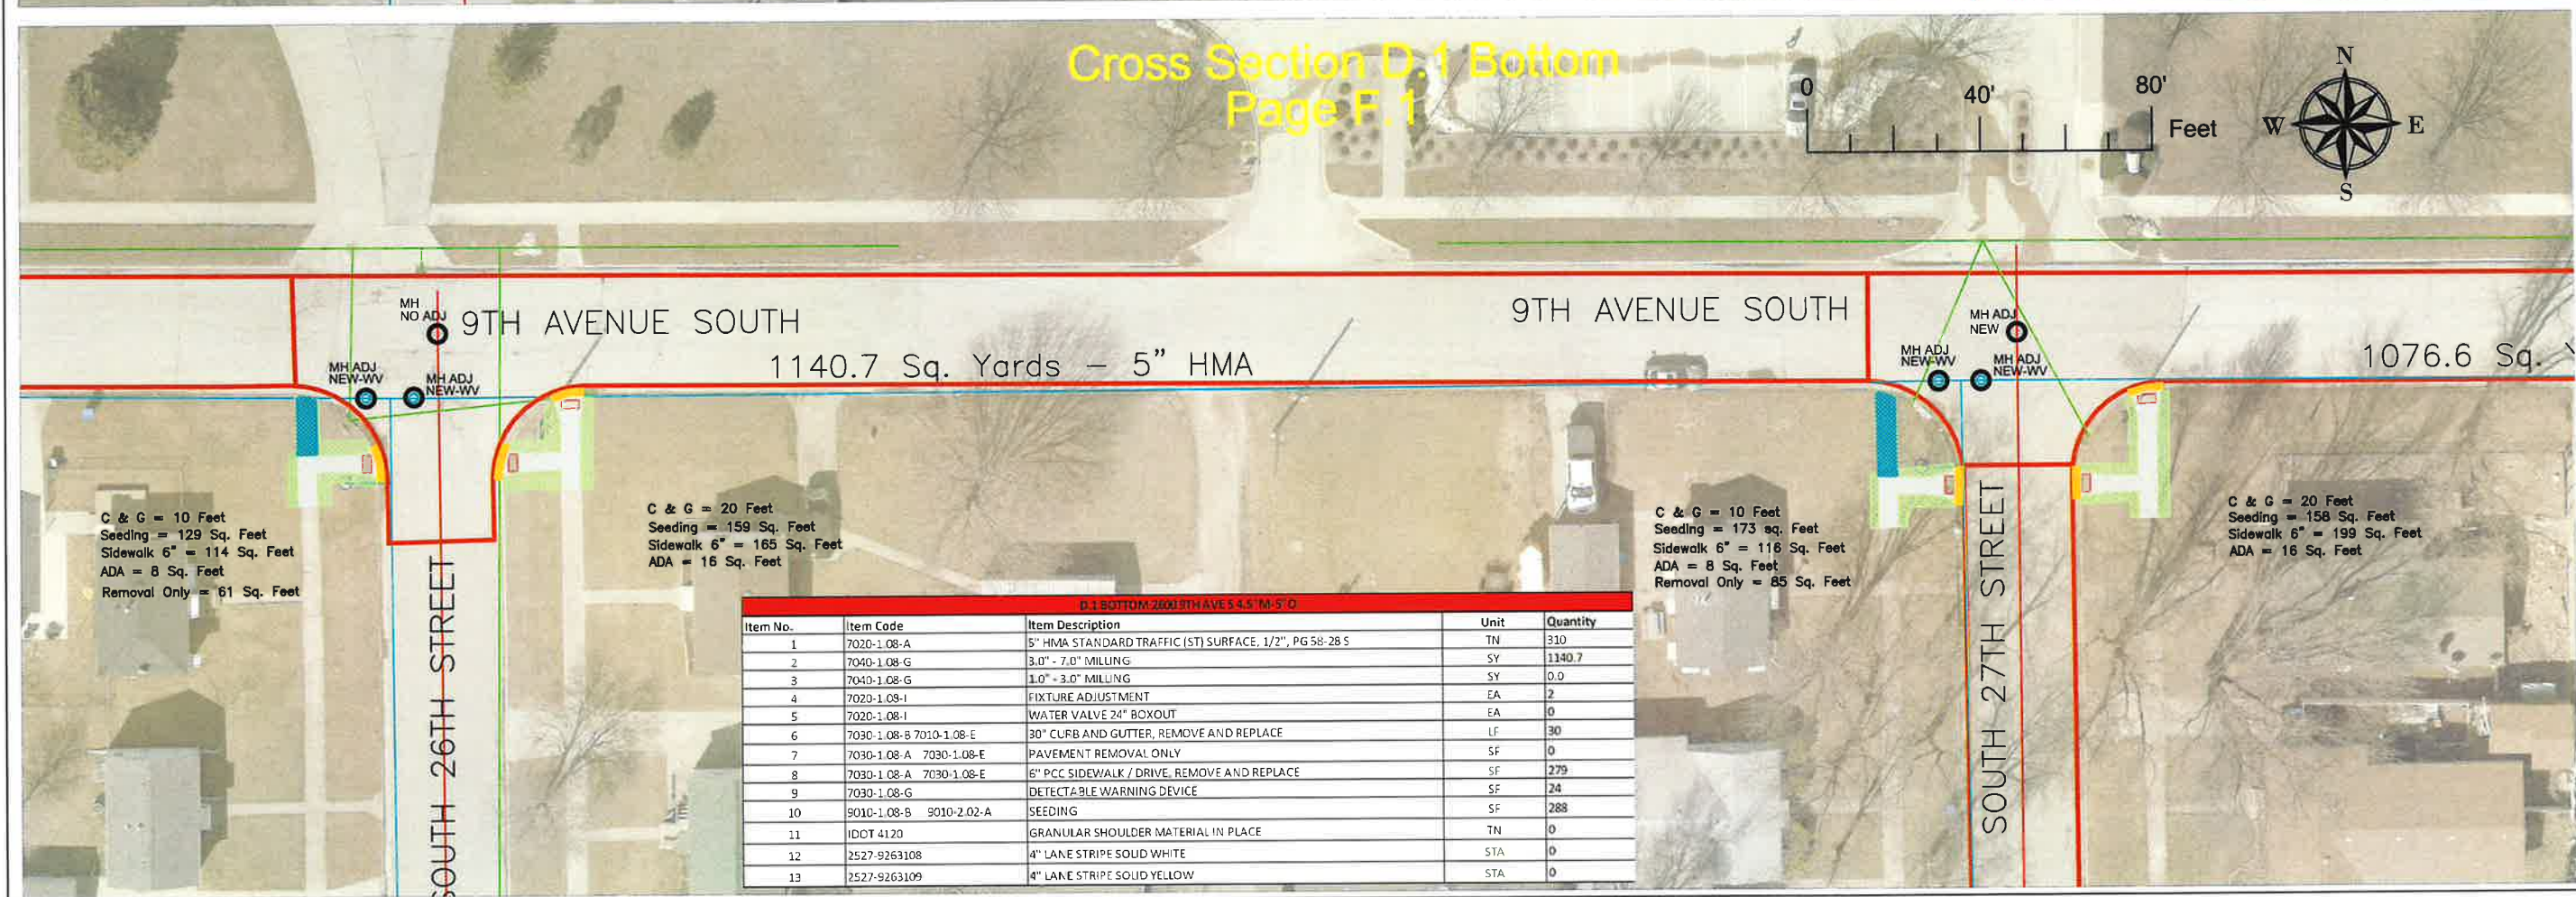 Cross Section D.1 Bottom
Page F.1
0 40' 80'
Feet
N
W E
S
MH
NO ADJ
9TH AVENUE SOUTH
9TH AVENUE SOUTH
MH ADJ
NEW
1140.7 Sq. Yards – 5" HMA
1076.6 Sq. Y
MH ADJ
NEW-WV
MH ADJ
NEW-WV
MH ADJ
NEW-WV
MH ADJ
NEW-WV
C & G = 10 Feet
Seeding = 129 Sq. Feet
Sidewalk 6" = 114 Sq. Feet
ADA = 8 Sq. Feet
Removal Only = 61 Sq. Feet
SOUTH 26TH STREET
C & G = 20 Feet
Seeding = 159 Sq. Feet
Sidewalk 6" = 165 Sq. Feet
ADA = 16 Sq. Feet
C & G = 10 Feet
Seeding = 173 sq. Feet
Sidewalk 6" = 116 Sq. Feet
ADA = 8 Sq. Feet
Removal Only = 85 Sq. Feet
SOUTH 27TH STREET
C & G = 20 Feet
Seeding = 158 Sq. Feet
Sidewalk 6" = 199 Sq. Feet
ADA = 16 Sq. Feet
D.1 BOTTOM-2600 9TH AVE S 4.5"M-5"O
Item No. Item Code Item Description Unit Quantity
1 7020-1.08-A 5" HMA STANDARD TRAFFIC (ST) SURFACE, 1/2", PG 58-28 S TN 310
2 7040-1.08-G 3.0" - 7.0" MILLING SY 1140.7
3 7040-1.08-G 1.0" - 3.0" MILLING SY 0.0
4 7020-1.08-I FIXTURE ADJUSTMENT EA 2
5 7020-1.08-I WATER VALVE 24" BOXOUT EA 0
6 7030-1.08-B 7010-1.08-E 30" CURB AND GUTTER, REMOVE AND REPLACE LF 30
7 7030-1.08-A 7030-1.08-E PAVEMENT REMOVAL ONLY SF 0
8 7030-1.08-A 7030-1.08-E 6" PCC SIDEWALK / DRIVE, REMOVE AND REPLACE SF 279
9 7030-1.08-G DETECTABLE WARNING DEVICE SF 24
10 9010-1.08-B 9010-2.02-A SEEDING SF 288
11 IDOT 4120 GRANULAR SHOULDER MATERIAL IN PLACE TN 0
12 2527-9263108 4" LANE STRIPE SOLID WHITE STA 0
13 2527-9263109 4" LANE STRIPE SOLID YELLOW STA 0